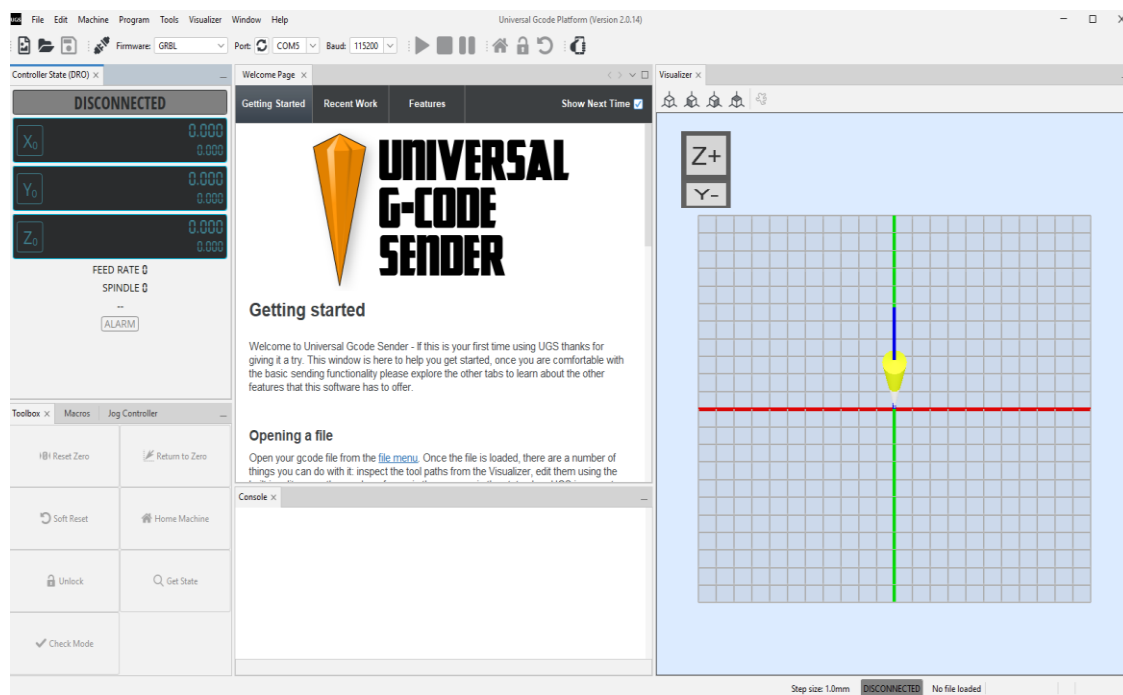 UGS File Edit Machine Program Tools Visualizer Window Help Universal Gcode Platform (Version 2.0.14)
Firmware: GRBL Port: COM5 Baud: 115200
Controller State (DRO)
DISCONNECTED
X0 0.000
0.000
Y0 0.000
0.000
Z0 0.000
0.000
FEED RATE 0
SPINDLE 0
--
ALARM
Toolbox Macros Jog Controller
Reset Zero Return to Zero
Soft Reset Home Machine
Unlock Get State
Check Mode
Welcome Page
Getting Started Recent Work Features Show Next Time
UNIVERSAL
G-CODE
SENDER
Getting started
Welcome to Universal Gcode Sender - If this is your first time using UGS thanks for
giving it a try. This window is here to help you get started, once you are comfortable with
the basic sending functionality please explore the other tabs to learn about the other
features that this software has to offer.
Opening a file
Open your gcode file from the file menu. Once the file is loaded, there are a number of
things you can do with it: inspect the tool paths from the Visualizer, edit them using the
Console
Visualizer
Z+
Y-
Step size: 1.0mm DISCONNECTED No file loaded